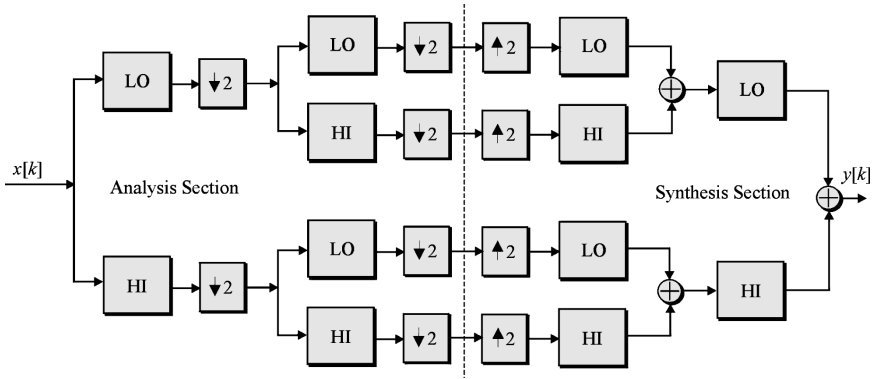 LO ↓2 ↑2 LO
LO ↓2 LO
HI ↓2 ↑2 HI
x[k] Analysis Section Synthesis Section y[k]
LO ↓2 ↑2 LO
HI ↓2 HI
HI ↓2 ↑2 HI